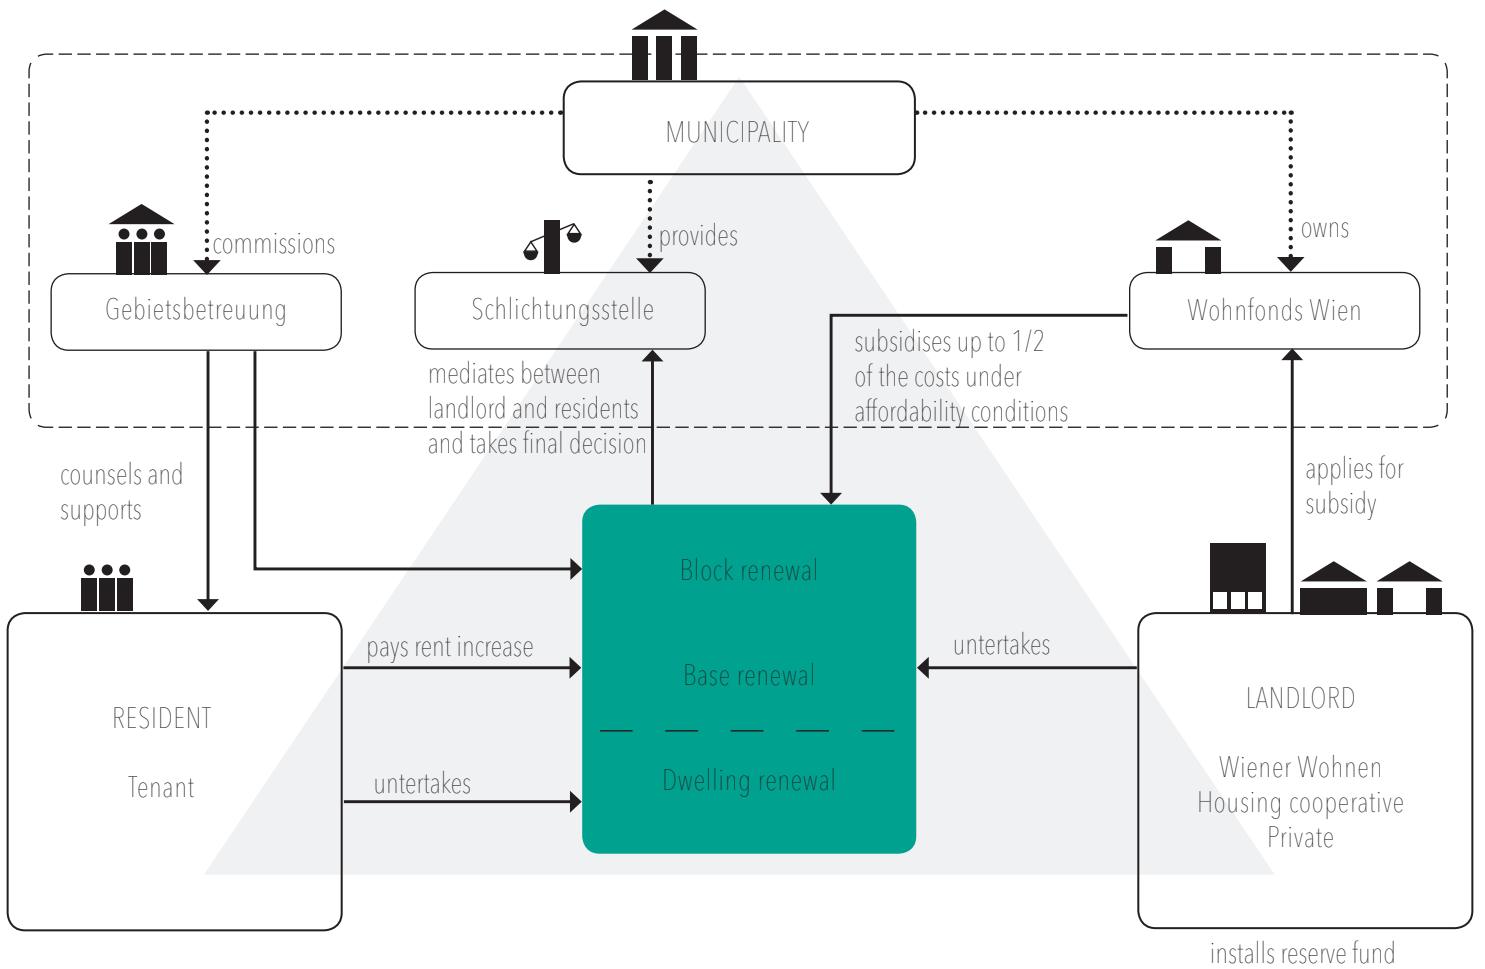 MUNICIPALITY
commissions
provides
owns
Gebietsbetreuung
Schlichtungsstelle
Wohnfonds Wien
mediates between
landlord and residents
and takes final decision
subsidises up to 1/2
of the costs under
affordability conditions
counsels and
supports
applies for
subsidy
Block renewal
pays rent increase
Base renewal
untertakes
RESIDENT
Tenant
untertakes
Dwelling renewal
LANDLORD
Wiener Wohnen
Housing cooperative
Private
installs reserve fund